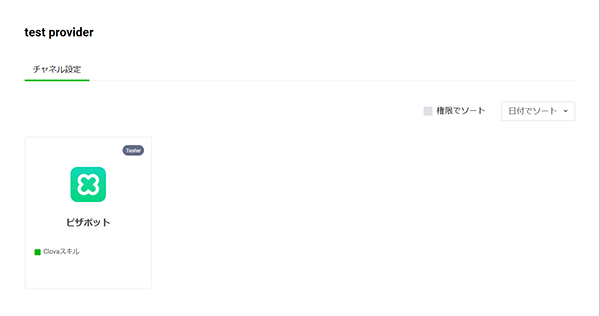 test provider
チャネル設定
権限でソート 日付でソート
Tester
ピザボット
Clovaスキル